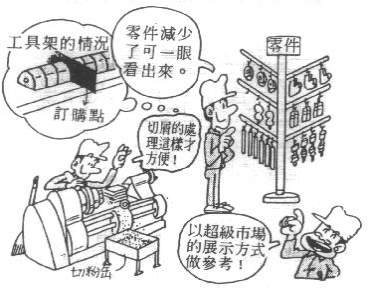 工具架的情況
訂購點
零件減少
了可一眼
看出來。
零件
切屑的處
理這樣才
方便！
切粉缶
以超級市場
的展示方式
做參考！